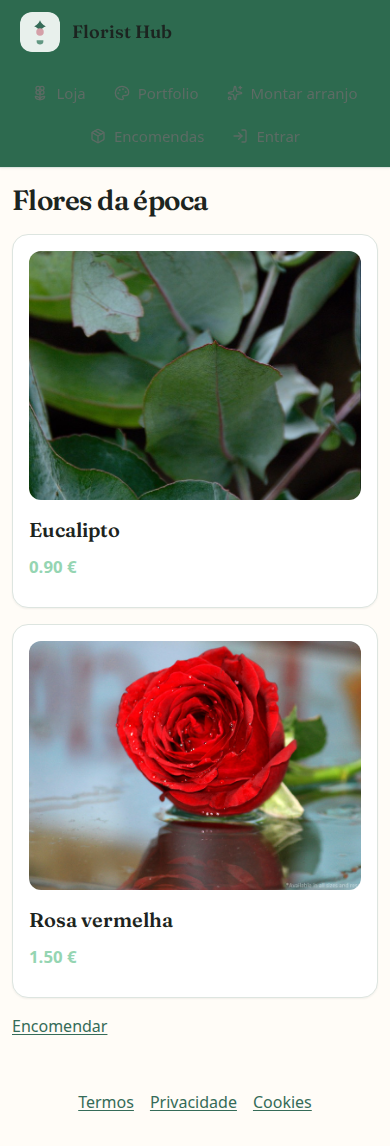 Florist Hub
Loja Portfolio Montar arranjo
Encomendas Entrar
Flores da época
Eucalipto
0.90 €
Rosa vermelha
1.50 €
Encomendar
Termos Privacidade Cookies